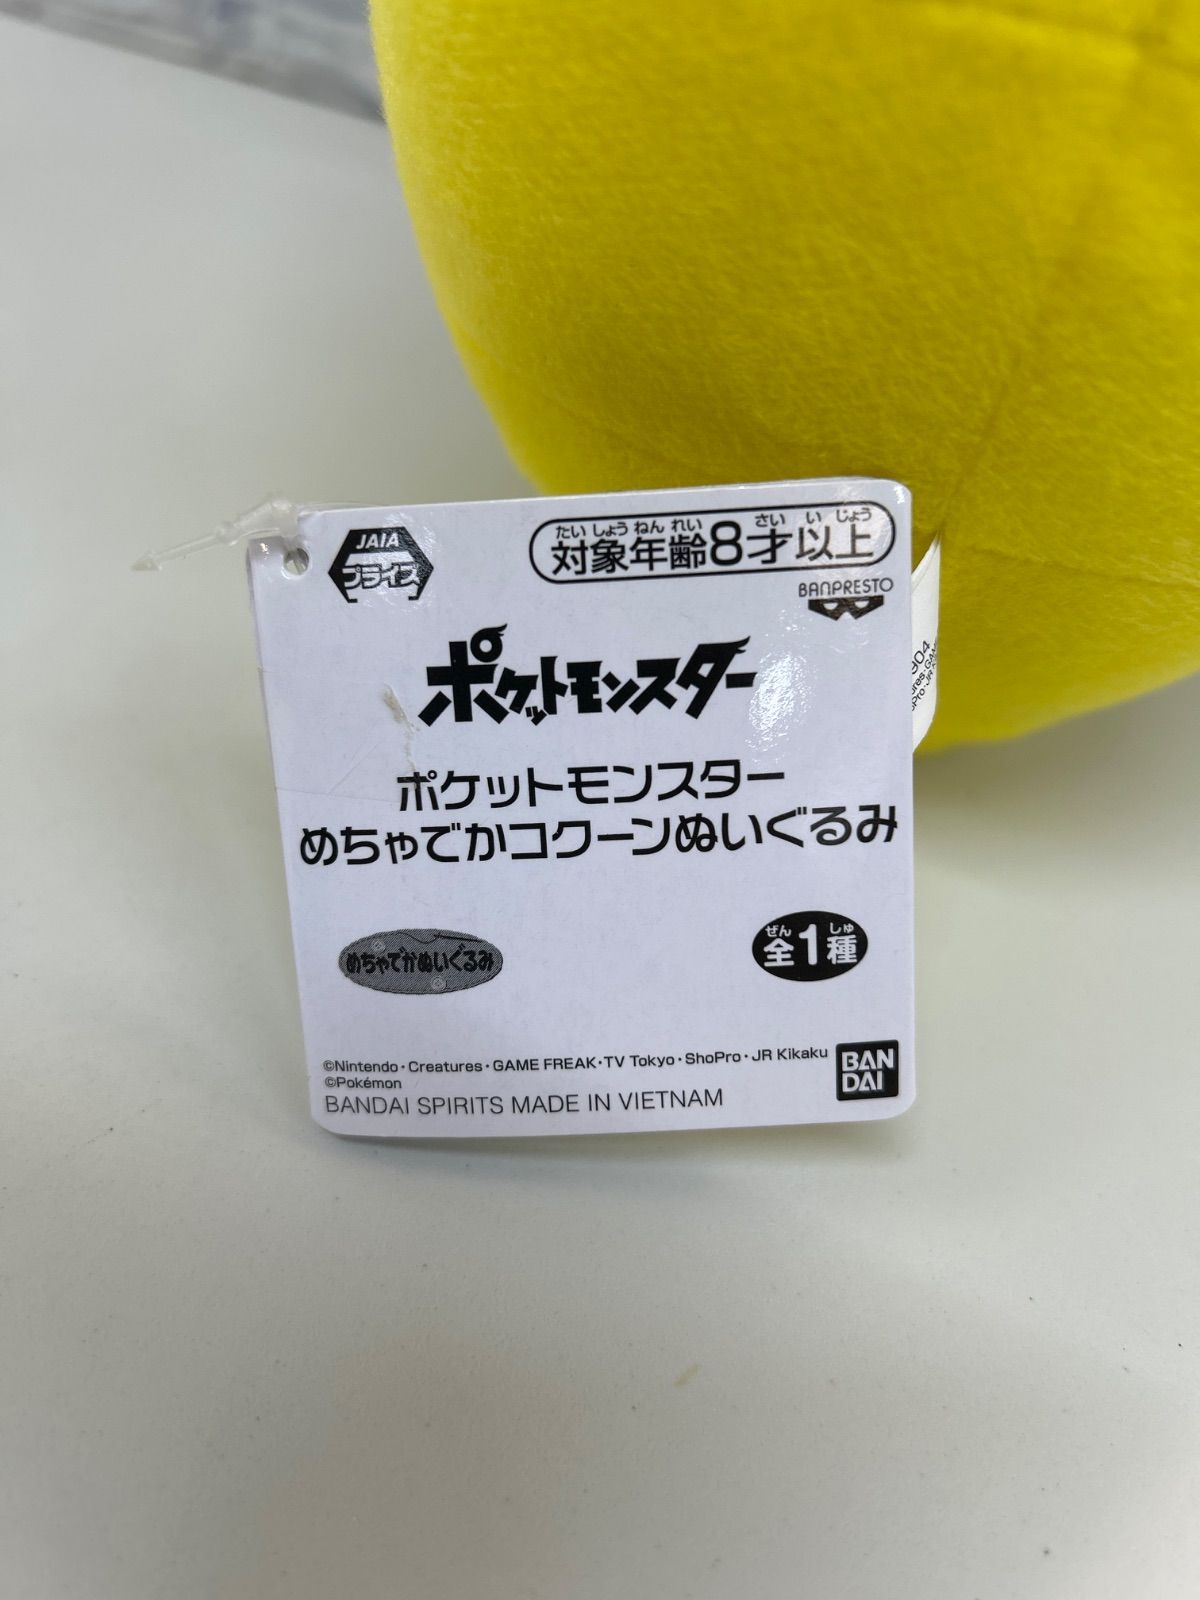 JAIA
プライズ
たいしょうねんれい さい いじょう
対象年齢8才以上
BANPRESTO
ポケットモンスター
ポケットモンスター
めちゃでかコクーンぬいぐるみ
めちゃでかぬいぐるみ
ぜん しゅ
全1種
©Nintendo・Creatures・GAME FREAK・TV Tokyo・ShoPro・JR Kikaku
©Pokémon
BANDAI SPIRITS MADE IN VIETNAM
BAN
DAI